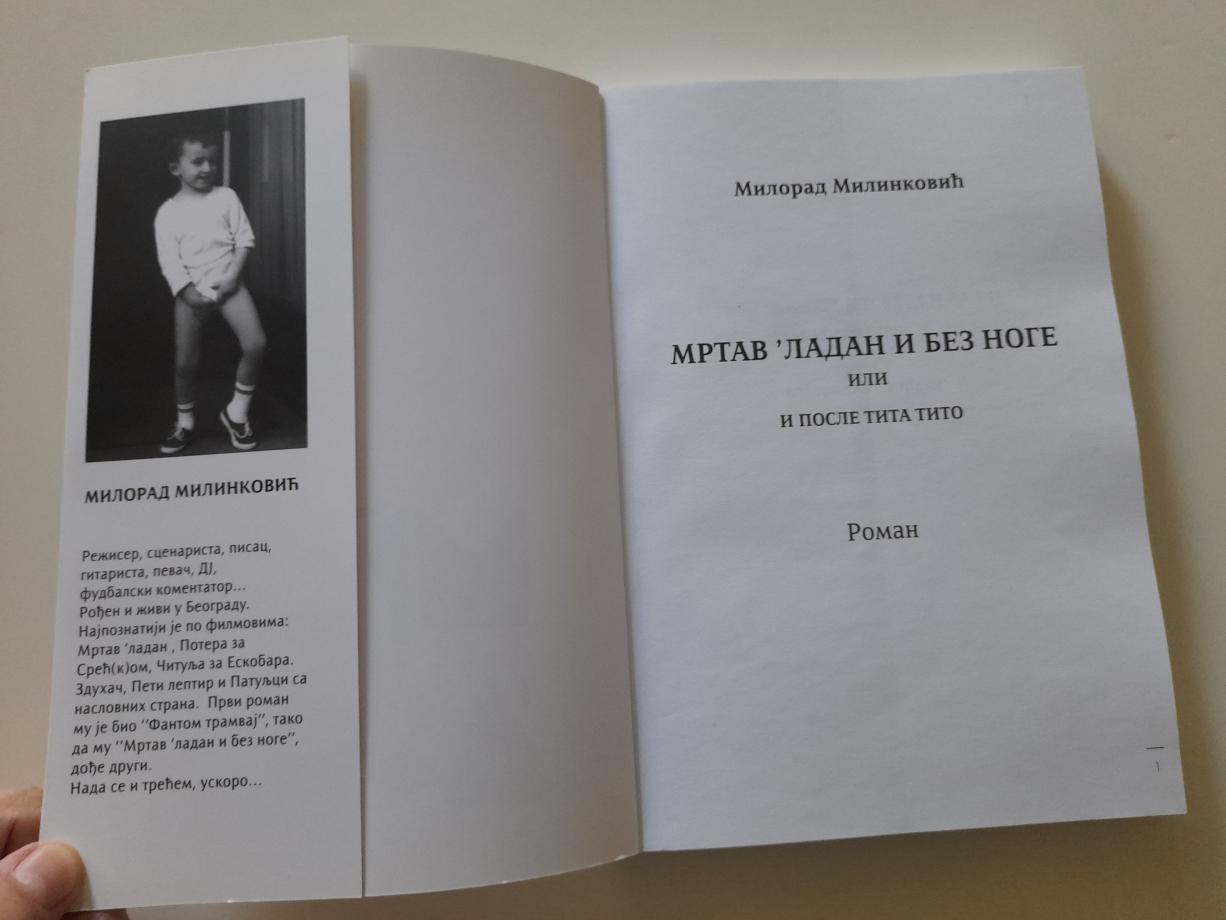 МИЛОРАД МИЛИНКОВИЋ
Режисер, сценариста, писац,
гитариста, певач, ДЈ,
фудбалски коментатор...
Рођен и живи у Београду.
Најпознатији је по филмовима:
Мртав 'ладан , Потера за
Срећ(к)ом, Читуља за Ескобара.
Здухач, Пети лептир и Патуљци са
насловних страна. Први роман
му је био ‘‘Фантом трамвај’’, тако
да му ‘‘Мртав 'ладан и без ноге’’,
дође други.
Нада се и трећем, ускоро...
Милорад Милинковић
МРТАВ ’ЛАДАН И БЕЗ НОГЕ
ИЛИ
И ПОСЛЕ ТИТА ТИТО
Роман
1